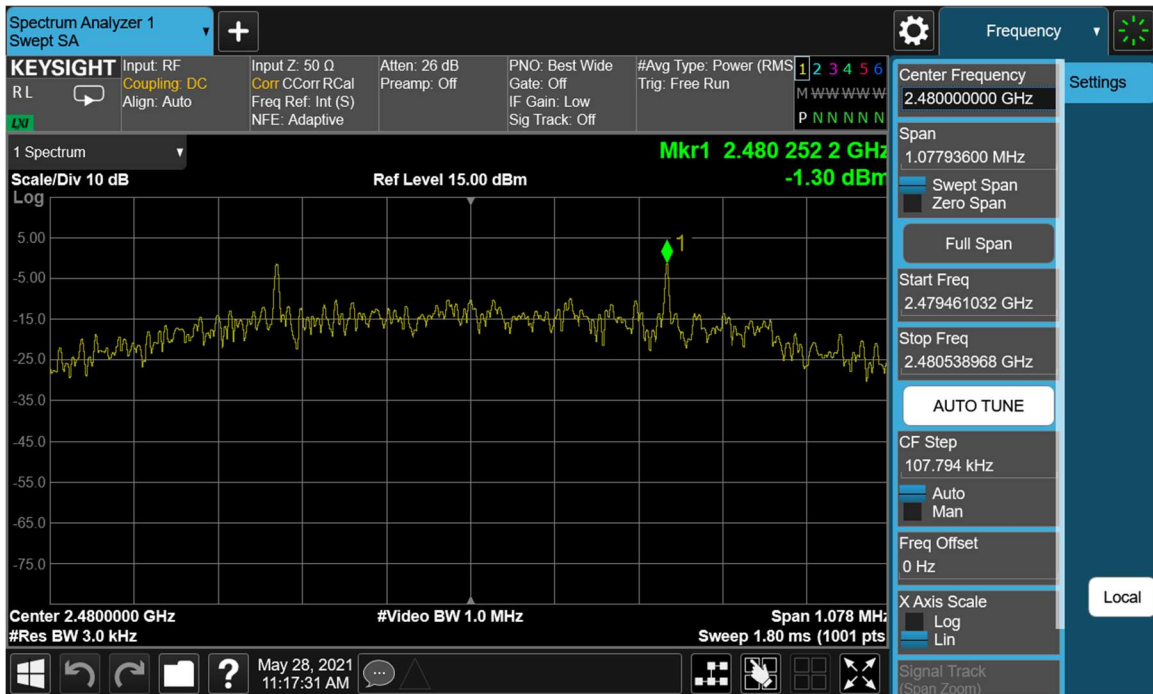 Spectrum Analyzer 1
Swept SA
Frequency
KEYSIGHT
R L
LXI
Input: RF
Coupling: DC
Align: Auto
Input Z: 50 Ω
Corr CCorr RCal
Freq Ref: Int (S)
NFE: Adaptive
Atten: 26 dB
Preamp: Off
PNO: Best Wide
Gate: Off
IF Gain: Low
Sig Track: Off
#Avg Type: Power (RMS
Trig: Free Run
1 2 3 4 5 6
M W W W W W
P N N N N N
1 Spectrum
Mkr1 2.480 252 2 GHz
Scale/Div 10 dB
Ref Level 15.00 dBm
-1.30 dBm
Log
1
5.00
-5.00
-15.0
-25.0
-35.0
-45.0
-55.0
-65.0
-75.0
Center 2.4800000 GHz
#Video BW 1.0 MHz
Span 1.078 MHz
#Res BW 3.0 kHz
Sweep 1.80 ms (1001 pts
?
May 28, 2021
11:17:31 AM
Center Frequency
2.480000000 GHz
Settings
Span
1.07793600 MHz
Swept Span
Zero Span
Full Span
Start Freq
2.479461032 GHz
Stop Freq
2.480538968 GHz
AUTO TUNE
CF Step
107.794 kHz
Auto
Man
Freq Offset
0 Hz
X Axis Scale
Log
Lin
Local
Signal Track
(Span Zoom)